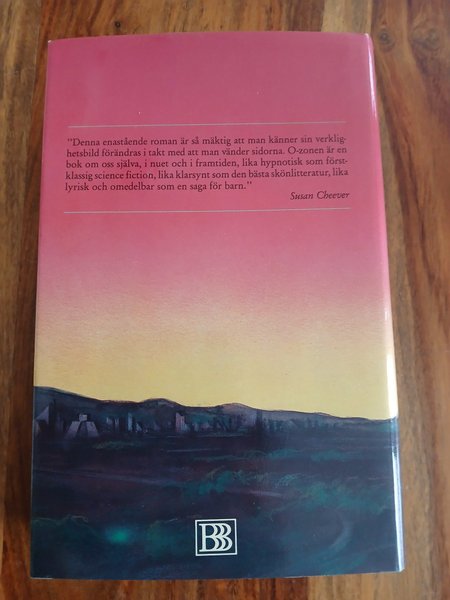 "Denna enastående roman är så mäktig att man känner sin verklig-
hetsbild förändras i takt med att man vänder sidorna. O-zonen är en
bok om oss själva, i nuet och i framtiden, lika hypnotisk som först-
klassig science fiction, lika klarsynt som den bästa skönlitteratur, lika
lyrisk och omedelbar som en saga för barn."
Susan Cheever
BBB